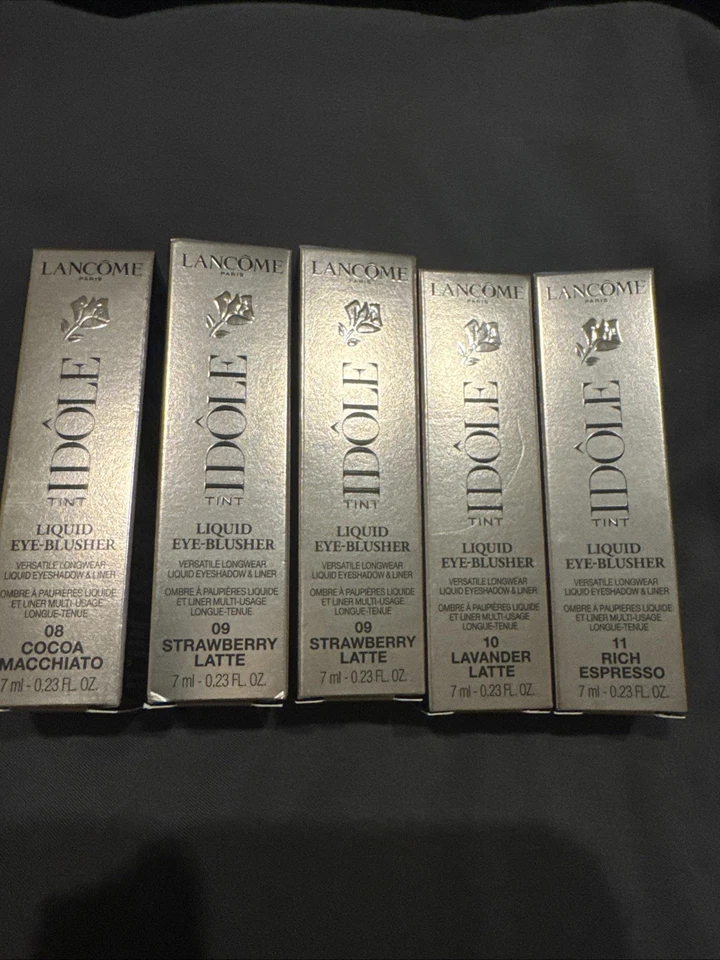 LANCÔME
PARIS
TINT IDÔLE
LIQUID
EYE-BLUSHER
VERSATILE LONGWEAR
LIQUID EYESHADOW & LINER
OMBRE À PAUPIÈRES LIQUIDE
ET LINER MULTI-USAGE
LONGUE-TENUE
08
COCOA
MACCHIATO
7 ml - 0.23 FL. OZ.
LANCÔME
PARIS
TINT IDÔLE
LIQUID
EYE-BLUSHER
VERSATILE LONGWEAR
LIQUID EYESHADOW & LINER
OMBRE À PAUPIÈRES LIQUIDE
ET LINER MULTI-USAGE
LONGUE-TENUE
09
STRAWBERRY
LATTE
7 ml - 0.23 FL. OZ.
LANCÔME
PARIS
TINT IDÔLE
LIQUID
EYE-BLUSHER
VERSATILE LONGWEAR
LIQUID EYESHADOW & LINER
OMBRE À PAUPIÈRES LIQUIDE
ET LINER MULTI-USAGE
LONGUE-TENUE
09
STRAWBERRY
LATTE
7 ml - 0.23 FL. OZ.
LANCÔME
PARIS
TINT IDÔLE
LIQUID
EYE-BLUSHER
VERSATILE LONGWEAR
LIQUID EYESHADOW & LINER
OMBRE À PAUPIÈRES LIQUIDE
ET LINER MULTI-USAGE
LONGUE-TENUE
10
LAVANDER
LATTE
7 ml - 0.23 FL. OZ.
LANCÔME
PARIS
TINT IDÔLE
LIQUID
EYE-BLUSHER
VERSATILE LONGWEAR
LIQUID EYESHADOW & LINER
OMBRE À PAUPIÈRES LIQUIDE
ET LINER MULTI-USAGE
LONGUE-TENUE
11
RICH
ESPRESSO
7 ml - 0.23 FL. OZ.